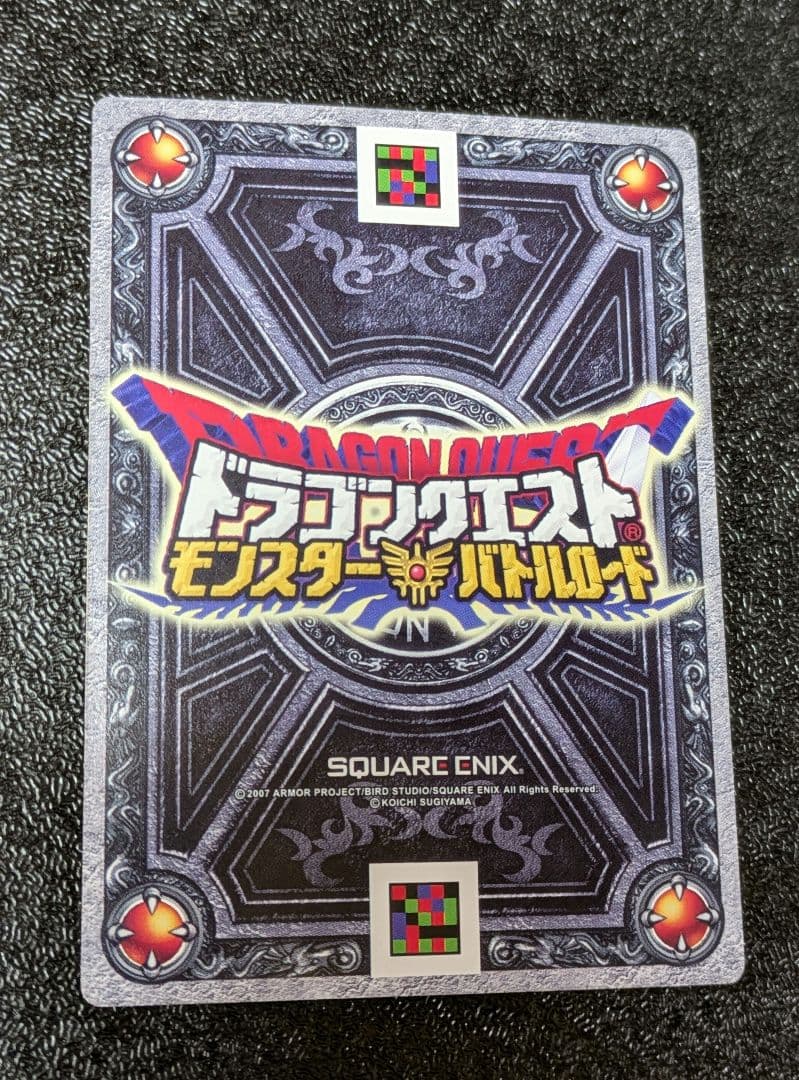 DRAGON QUEST
ドラゴンクエスト®
モンスター バトルロード
SQUARE ENIX®
© 2007 ARMOR PROJECT/BIRD STUDIO/SQUARE ENIX All Rights Reserved.
© KOICHI SUGIYAMA